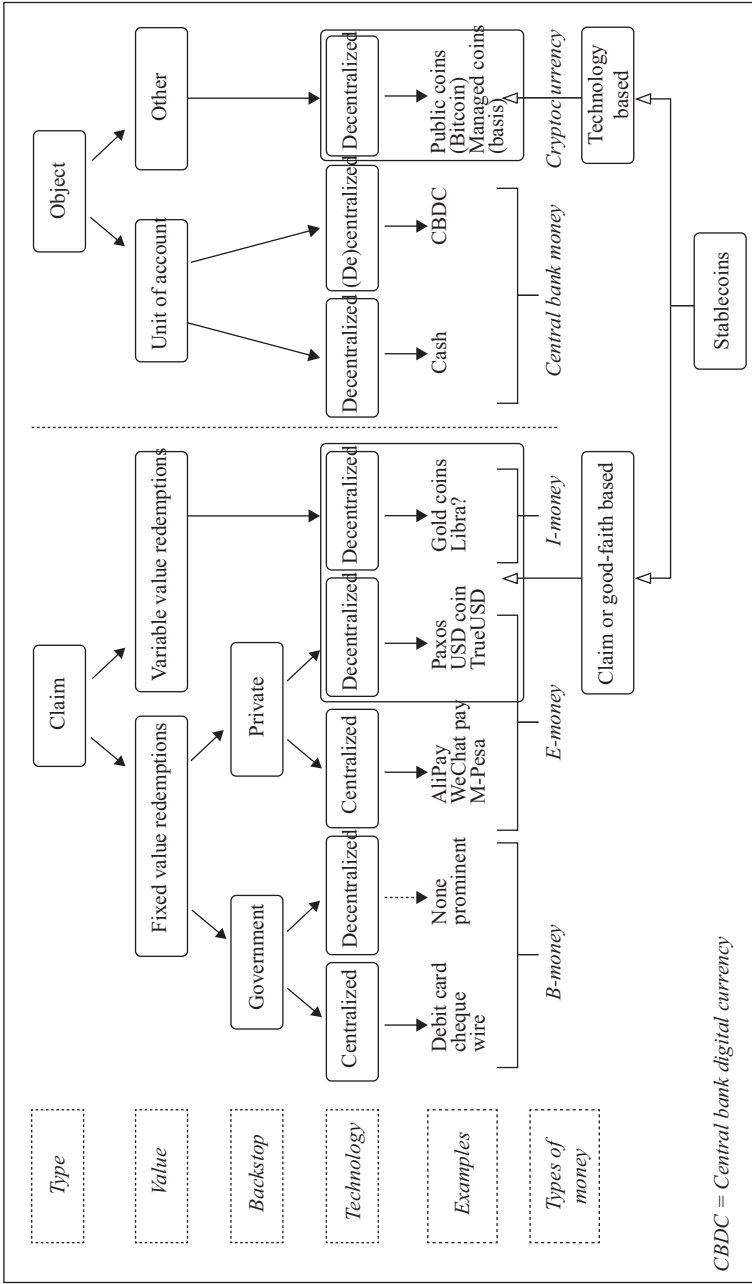 Type
Claim
Object
Value
Fixed value redemptions
Variable value redemptions
Unit of account
Other
Backstop
Government
Private
Technology
Centralized
Decentralized
Centralized
Decentralized
Decentralized
Decentralized
(De)centralized
Decentralized
Examples
Debit card
cheque
wire
None
prominent
AliPay
WeChat pay
M-Pesa
Paxos
USD coin
TrueUSD
Gold coins
Libra?
Cash
CBDC
Public coins
(Bitcoin)
Managed coins
(basis)
Types of
money
B-money
E-money
I-money
Central bank money
Cryptocurrency
Claim or good-faith based
Technology
based
Stablecoins
CBDC = Central bank digital currency